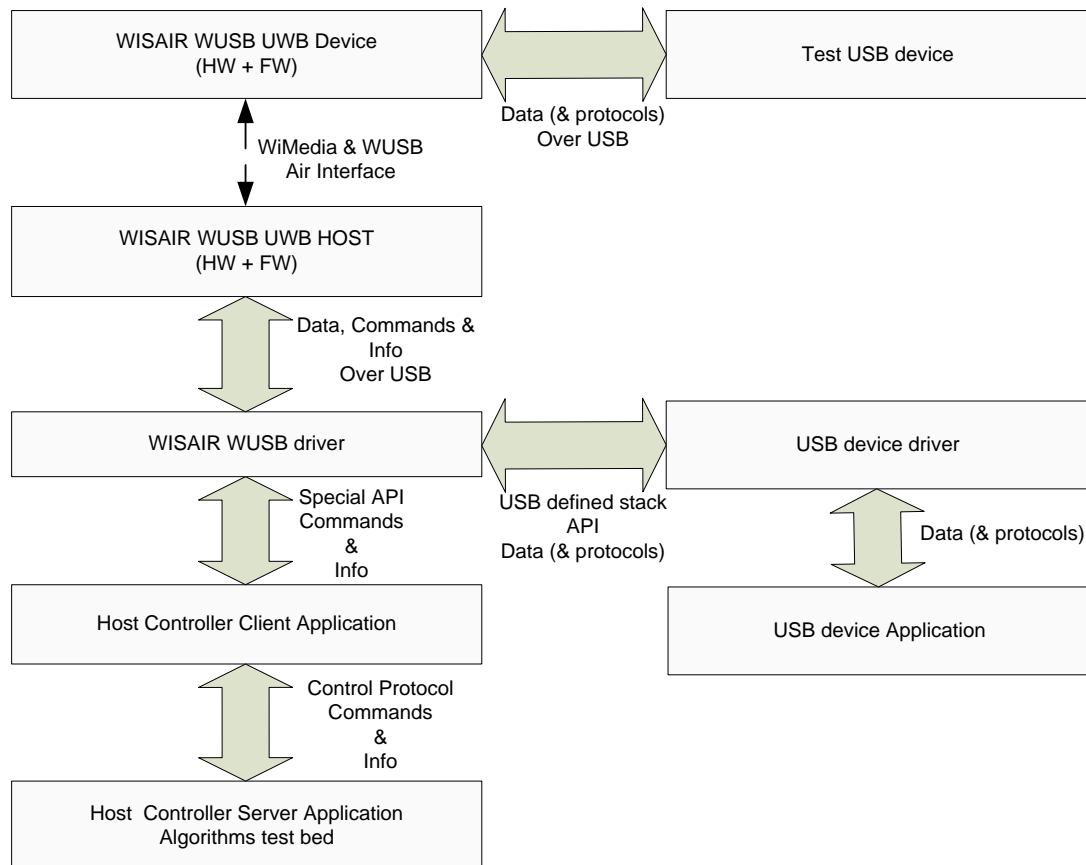 WISAIR WUSB UWB Device
(HW + FW)
Test USB device
Data (& protocols)
Over USB
WiMedia & WUSB
Air Interface
WISAIR WUSB UWB HOST
(HW + FW)
Data, Commands &
Info
Over USB
WISAIR WUSB driver
USB device driver
Special API
Commands
&
Info
USB defined stack
API
Data (& protocols)
Data (& protocols)
Host Controller Client Application
USB device Application
Control Protocol
Commands
&
Info
Host Controller Server Application
Algorithms test bed